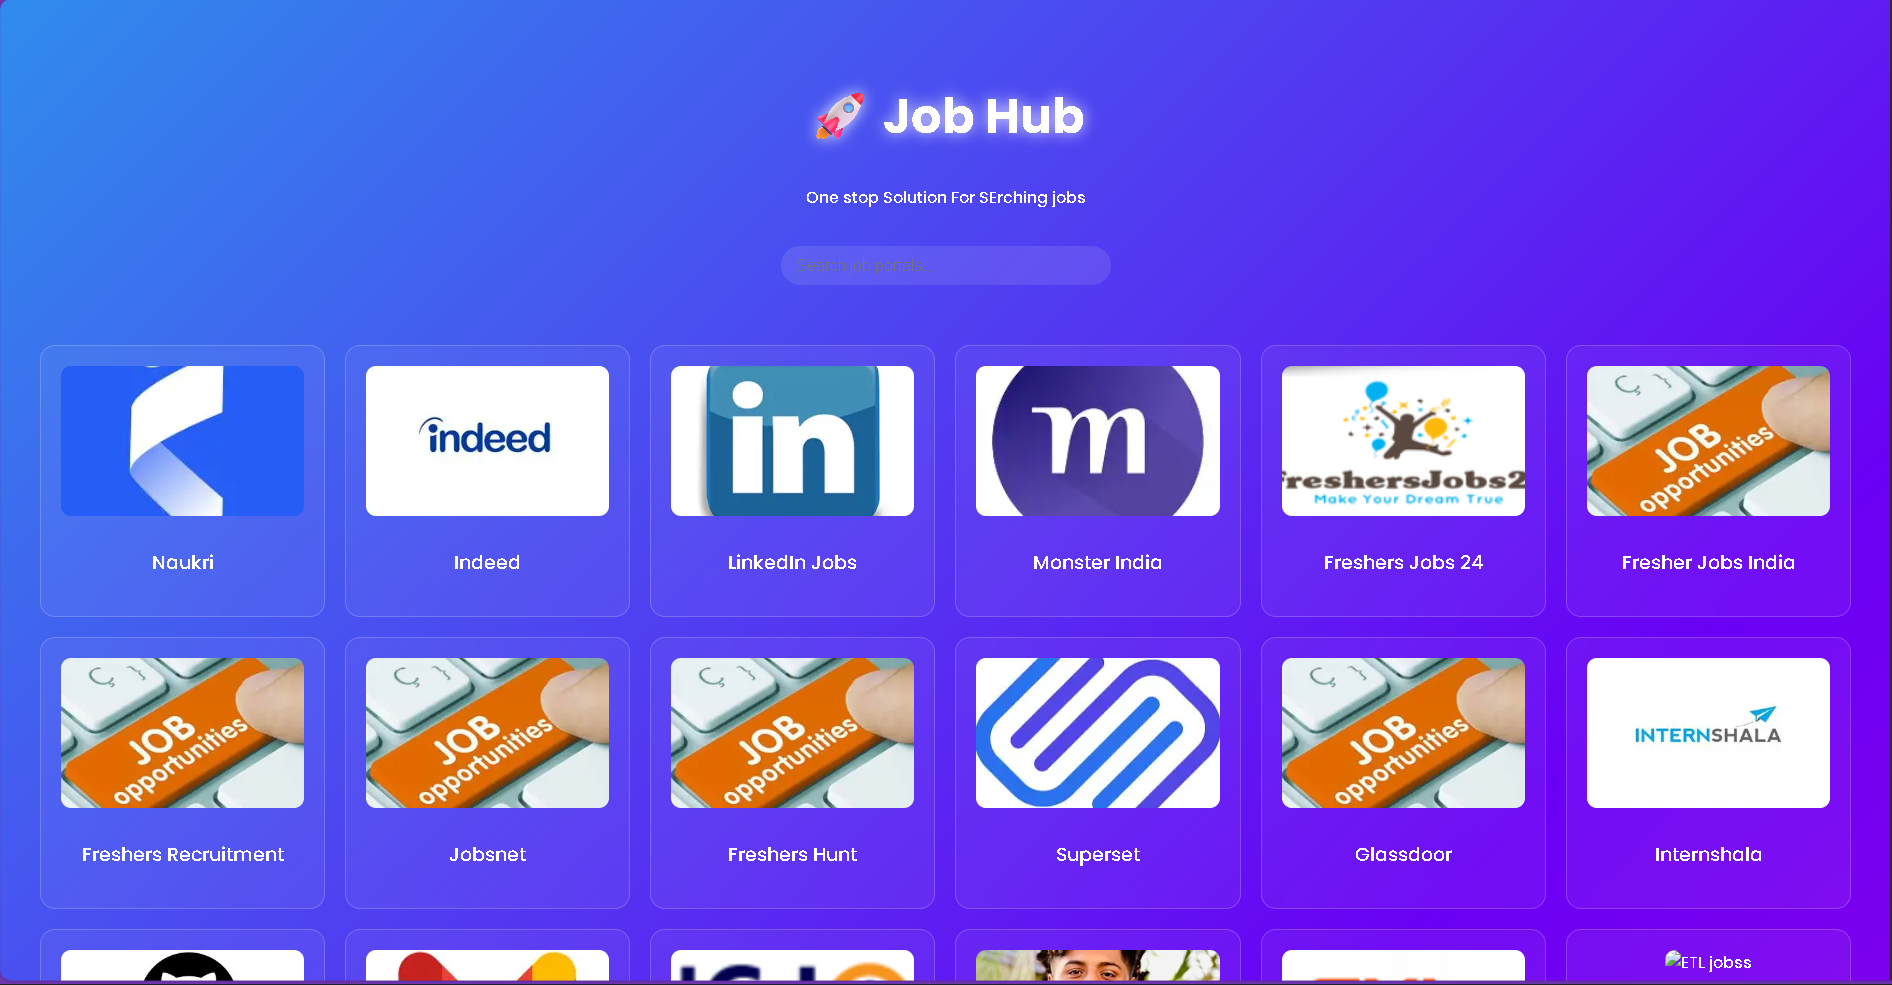 Job Hub
One stop Solution For SErching jobs
indeed
in
m
FreshersJobs2
Make Your Dream True
JOB
opportunities
Naukri
Indeed
LinkedIn Jobs
Monster India
Freshers Jobs 24
Fresher Jobs India
JOB
opportunities
JOB
opportunities
JOB
opportunities
JOB
opportunities
INTERNSHALA
Freshers Recruitment
Jobsnet
Freshers Hunt
Superset
Glassdoor
Internshala
ETL jobss